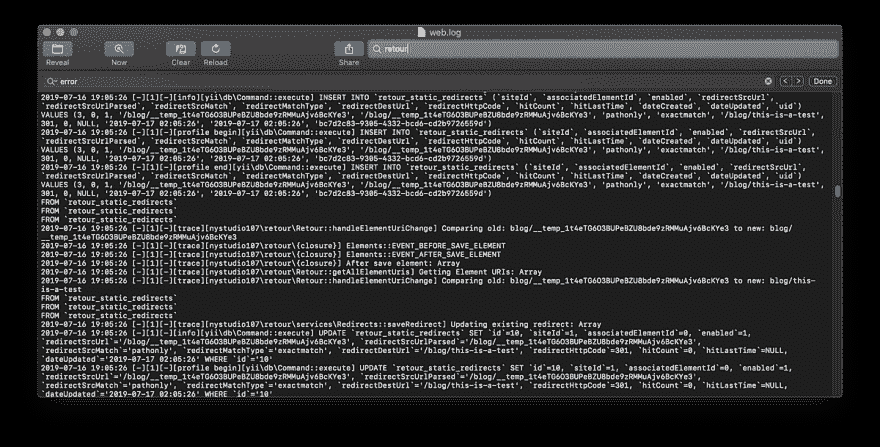 web.log
Reveal
Now
Clear
Reload
Share
retour
error
Done
2019-07-16 19:05:26 [-][1][-][info][yii\db\Command::execute] INSERT INTO `retour_static_redirects` (`siteId`, `associatedElementId`, `enabled`, `redirectSrcUrl`,
`redirectSrcUrlParsed`, `redirectSrcMatch`, `redirectMatchType`, `redirectDestUrl`, `redirectHttpCode`, `hitCount`, `hitLastTime`, `dateCreated`, `dateUpdated`, `uid`)
VALUES (3, 0, 1, '/blog/__temp_1t4eTG6O3BUPeBZU8bde9zRMMuAjv6BcKYe3', '/blog/__temp_1t4eTG6O3BUPeBZU8bde9zRMMuAjv6BcKYe3', 'pathonly', 'exactmatch', '/blog/this-is-a-test',
301, 0, NULL, '2019-07-17 02:05:26', '2019-07-17 02:05:26', 'bc7d2c83-9305-4332-bcd6-cd2b9726559d')
2019-07-16 19:05:26 [-][1][-][profile begin][yii\db\Command::execute] INSERT INTO `retour_static_redirects` (`siteId`, `associatedElementId`, `enabled`, `redirectSrcUrl`,
`redirectSrcUrlParsed`, `redirectSrcMatch`, `redirectMatchType`, `redirectDestUrl`, `redirectHttpCode`, `hitCount`, `hitLastTime`, `dateCreated`, `dateUpdated`, `uid`)
VALUES (3, 0, 1, '/blog/__temp_1t4eTG6O3BUPeBZU8bde9zRMMuAjv6BcKYe3', '/blog/__temp_1t4eTG6O3BUPeBZU8bde9zRMMuAjv6BcKYe3', 'pathonly', 'exactmatch', '/blog/this-is-a-test',
301, 0, NULL, '2019-07-17 02:05:26', '2019-07-17 02:05:26', 'bc7d2c83-9305-4332-bcd6-cd2b9726559d')
2019-07-16 19:05:26 [-][1][-][profile end][yii\db\Command::execute] INSERT INTO `retour_static_redirects` (`siteId`, `associatedElementId`, `enabled`, `redirectSrcUrl`,
`redirectSrcUrlParsed`, `redirectSrcMatch`, `redirectMatchType`, `redirectDestUrl`, `redirectHttpCode`, `hitCount`, `hitLastTime`, `dateCreated`, `dateUpdated`, `uid`)
VALUES (3, 0, 1, '/blog/__temp_1t4eTG6O3BUPeBZU8bde9zRMMuAjv6BcKYe3', '/blog/__temp_1t4eTG6O3BUPeBZU8bde9zRMMuAjv6BcKYe3', 'pathonly', 'exactmatch', '/blog/this-is-a-test',
301, 0, NULL, '2019-07-17 02:05:26', '2019-07-17 02:05:26', 'bc7d2c83-9305-4332-bcd6-cd2b9726559d')
FROM `retour_static_redirects`
FROM `retour_static_redirects`
FROM `retour_static_redirects`
2019-07-16 19:05:26 [-][1][-][trace][nystudio107\retour\Retour::handleElementUriChange] Comparing old: blog/__temp_1t4eTG6O3BUPeBZU8bde9zRMMuAjv6BcKYe3 to new: blog/
__temp_1t4eTG6O3BUPeBZU8bde9zRMMuAjv6BcKYe3
2019-07-16 19:05:26 [-][1][-][trace][nystudio107\retour\{closure}] Elements::EVENT_BEFORE_SAVE_ELEMENT
2019-07-16 19:05:26 [-][1][-][trace][nystudio107\retour\{closure}] Elements::EVENT_AFTER_SAVE_ELEMENT
2019-07-16 19:05:26 [-][1][-][trace][nystudio107\retour\{closure}] After save element: Array
2019-07-16 19:05:26 [-][1][-][trace][nystudio107\retour\Retour::getAllElementUris] Getting Element URIs: Array
2019-07-16 19:05:26 [-][1][-][trace][nystudio107\retour\Retour::handleElementUriChange] Comparing old: blog/__temp_1t4eTG6O3BUPeBZU8bde9zRMMuAjv6BcKYe3 to new: blog/this-
is-a-test
FROM `retour_static_redirects`
FROM `retour_static_redirects`
FROM `retour_static_redirects`
2019-07-16 19:05:26 [-][1][-][trace][nystudio107\retour\services\Redirects::saveRedirect] Updating existing redirect: Array
2019-07-16 19:05:26 [-][1][-][info][yii\db\Command::execute] UPDATE `retour_static_redirects` SET `id`=10, `siteId`=1, `associatedElementId`=0, `enabled`=1,
`redirectSrcUrl`='/blog/__temp_1t4eTG6O3BUPeBZU8bde9zRMMuAjv6BcKYe3', `redirectSrcUrlParsed`='/blog/__temp_1t4eTG6O3BUPeBZU8bde9zRMMuAjv6BcKYe3',
`redirectSrcMatch`='pathonly', `redirectMatchType`='exactmatch', `redirectDestUrl`='/blog/this-is-a-test', `redirectHttpCode`=301, `hitCount`=0, `hitLastTime`=NULL,
`dateUpdated`='2019-07-17 02:05:26' WHERE `id`='10'
2019-07-16 19:05:26 [-][1][-][profile begin][yii\db\Command::execute] UPDATE `retour_static_redirects` SET `id`=10, `siteId`=1, `associatedElementId`=0, `enabled`=1,
`redirectSrcUrl`='/blog/__temp_1t4eTG6O3BUPeBZU8bde9zRMMuAjv6BcKYe3', `redirectSrcUrlParsed`='/blog/__temp_1t4eTG6O3BUPeBZU8bde9zRMMuAjv6BcKYe3',
`redirectSrcMatch`='pathonly', `redirectMatchType`='exactmatch', `redirectDestUrl`='/blog/this-is-a-test', `redirectHttpCode`=301, `hitCount`=0, `hitLastTime`=NULL,
`dateUpdated`='2019-07-17 02:05:26' WHERE `id`='10'